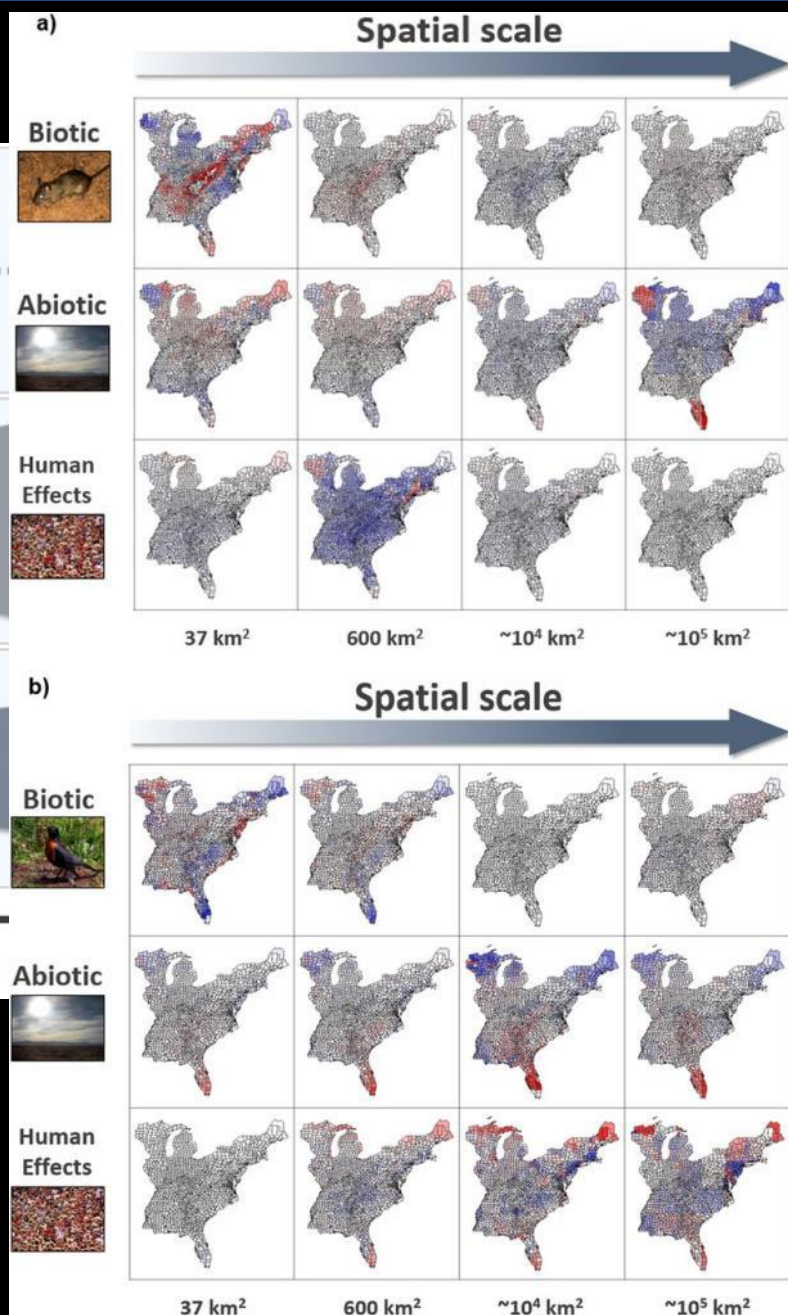 a)
Spatial scale
Biotic
Abiotic
Human
Effects
37 km²
600 km²
~10⁴ km²
~10⁵ km²
b)
Spatial scale
Biotic
Abiotic
Human
Effects
37 km²
600 km²
~10⁴ km²
~10⁵ km²